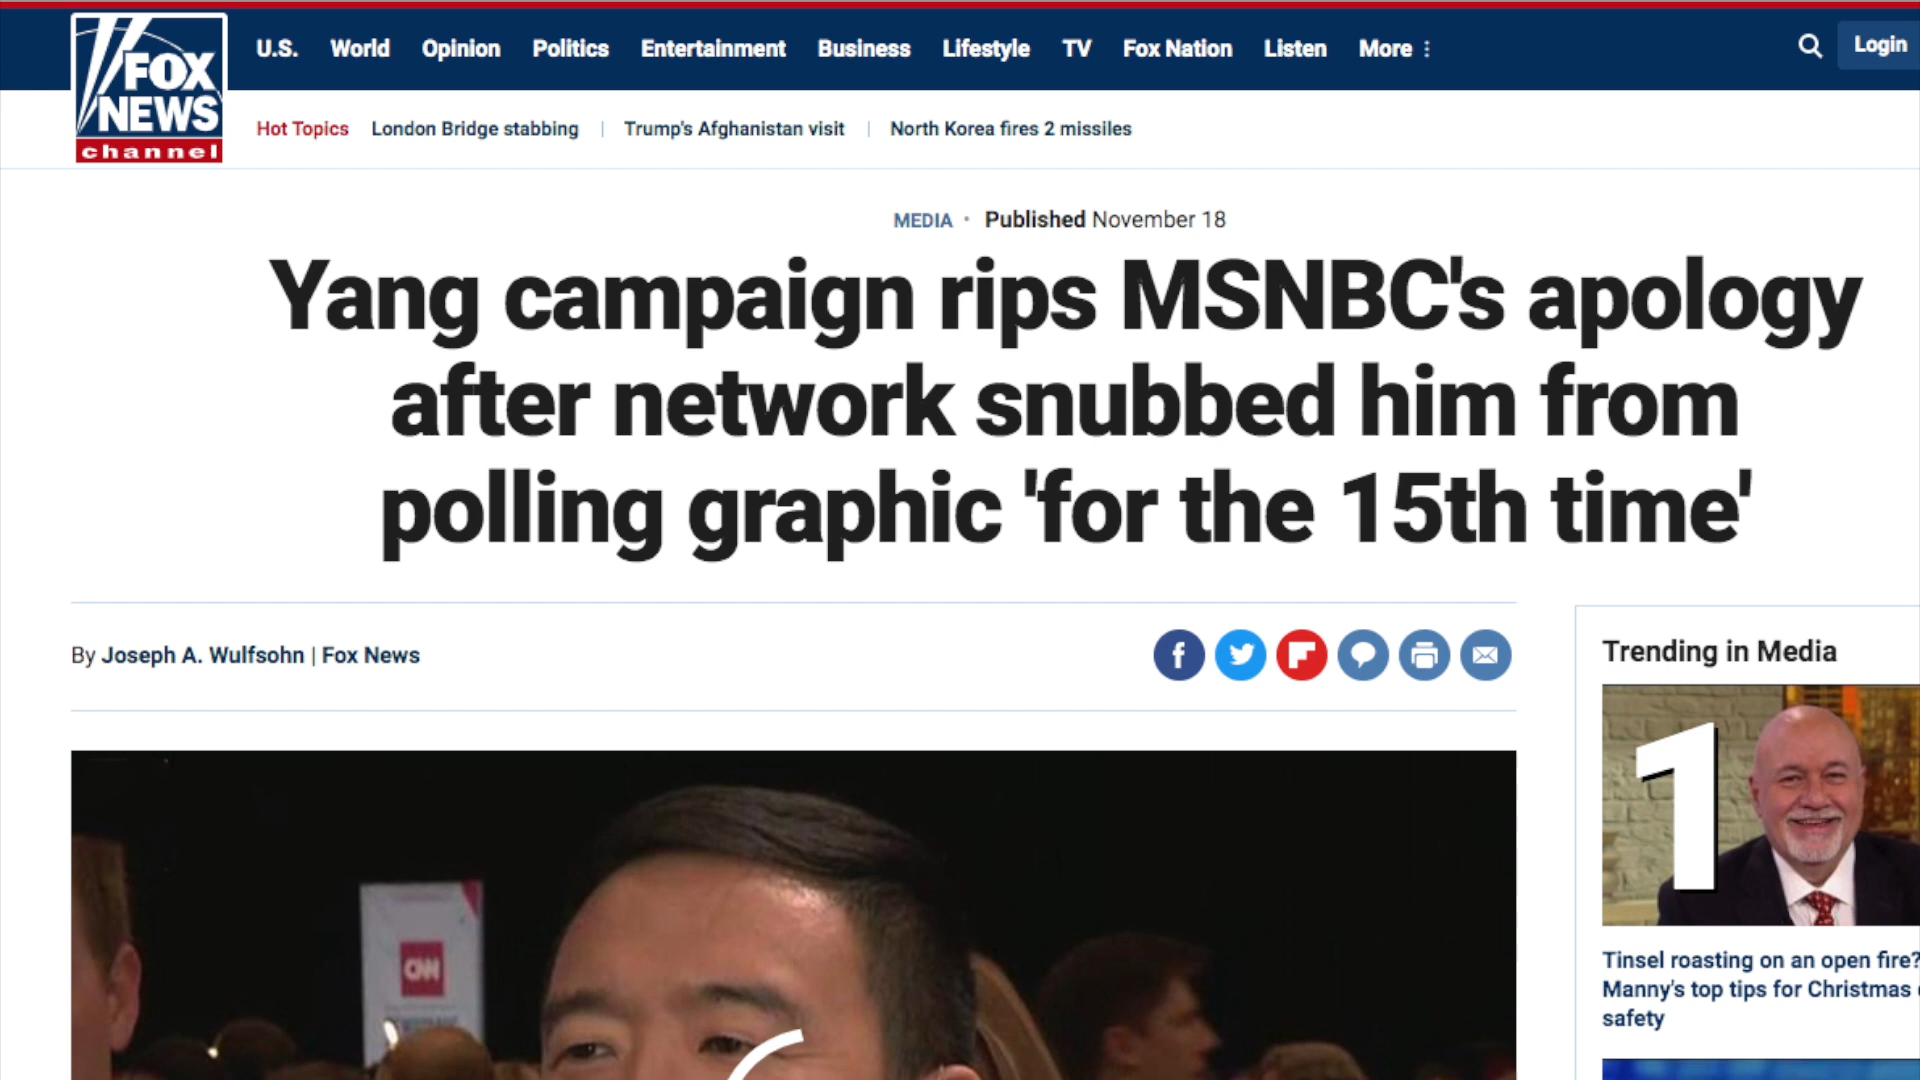 FOX
NEWS
channel
U.S. World Opinion Politics Entertainment Business Lifestyle TV Fox Nation Listen More
Login
Hot Topics London Bridge stabbing | Trump's Afghanistan visit | North Korea fires 2 missiles
MEDIA · Published November 18
Yang campaign rips MSNBC's apology
after network snubbed him from
polling graphic 'for the 15th time'
By Joseph A. Wulfsohn | Fox News
f
Trending in Media
CNN
1
Tinsel roasting on an open fire?
Manny's top tips for Christmas
safety